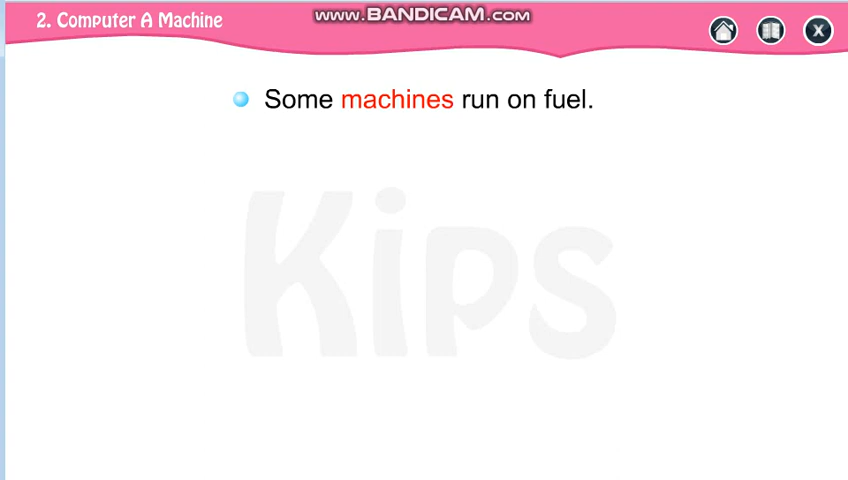 2. Computer A Machine
www.BANDICAM.com
X
Some machines run on fuel.
Kips